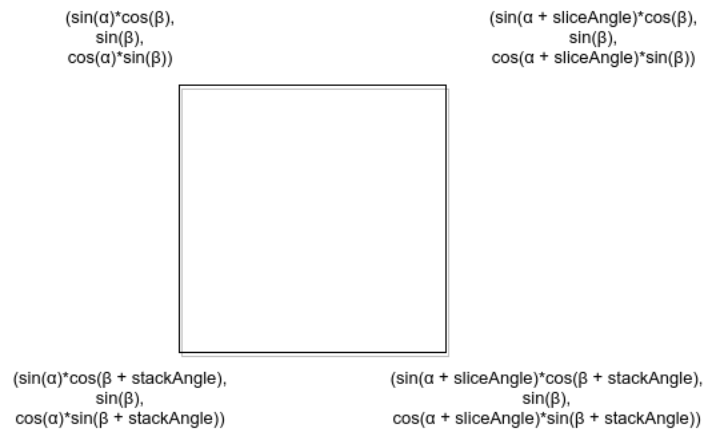 (sin(α)*cos(β),
sin(β),
cos(α)*sin(β))
(sin(α + sliceAngle)*cos(β),
sin(β),
cos(α + sliceAngle)*sin(β))
(sin(α)*cos(β + stackAngle),
sin(β),
cos(α)*sin(β + stackAngle))
(sin(α + sliceAngle)*cos(β + stackAngle),
sin(β),
cos(α + sliceAngle)*sin(β + stackAngle))